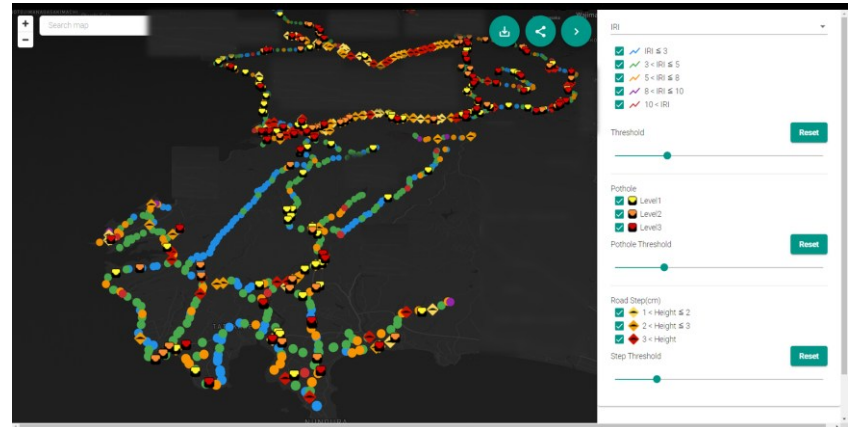 +
Search map
−
IRI
IRI ≦ 3
3 < IRI ≦ 5
5 < IRI ≦ 8
8 < IRI ≦ 10
10 < IRI
Threshold
Reset
Pothole
Level1
Level2
Level3
Pothole Threshold
Reset
Road Step(cm)
1 < Height ≦ 2
2 < Height ≦ 3
3 < Height
Step Threshold
Reset